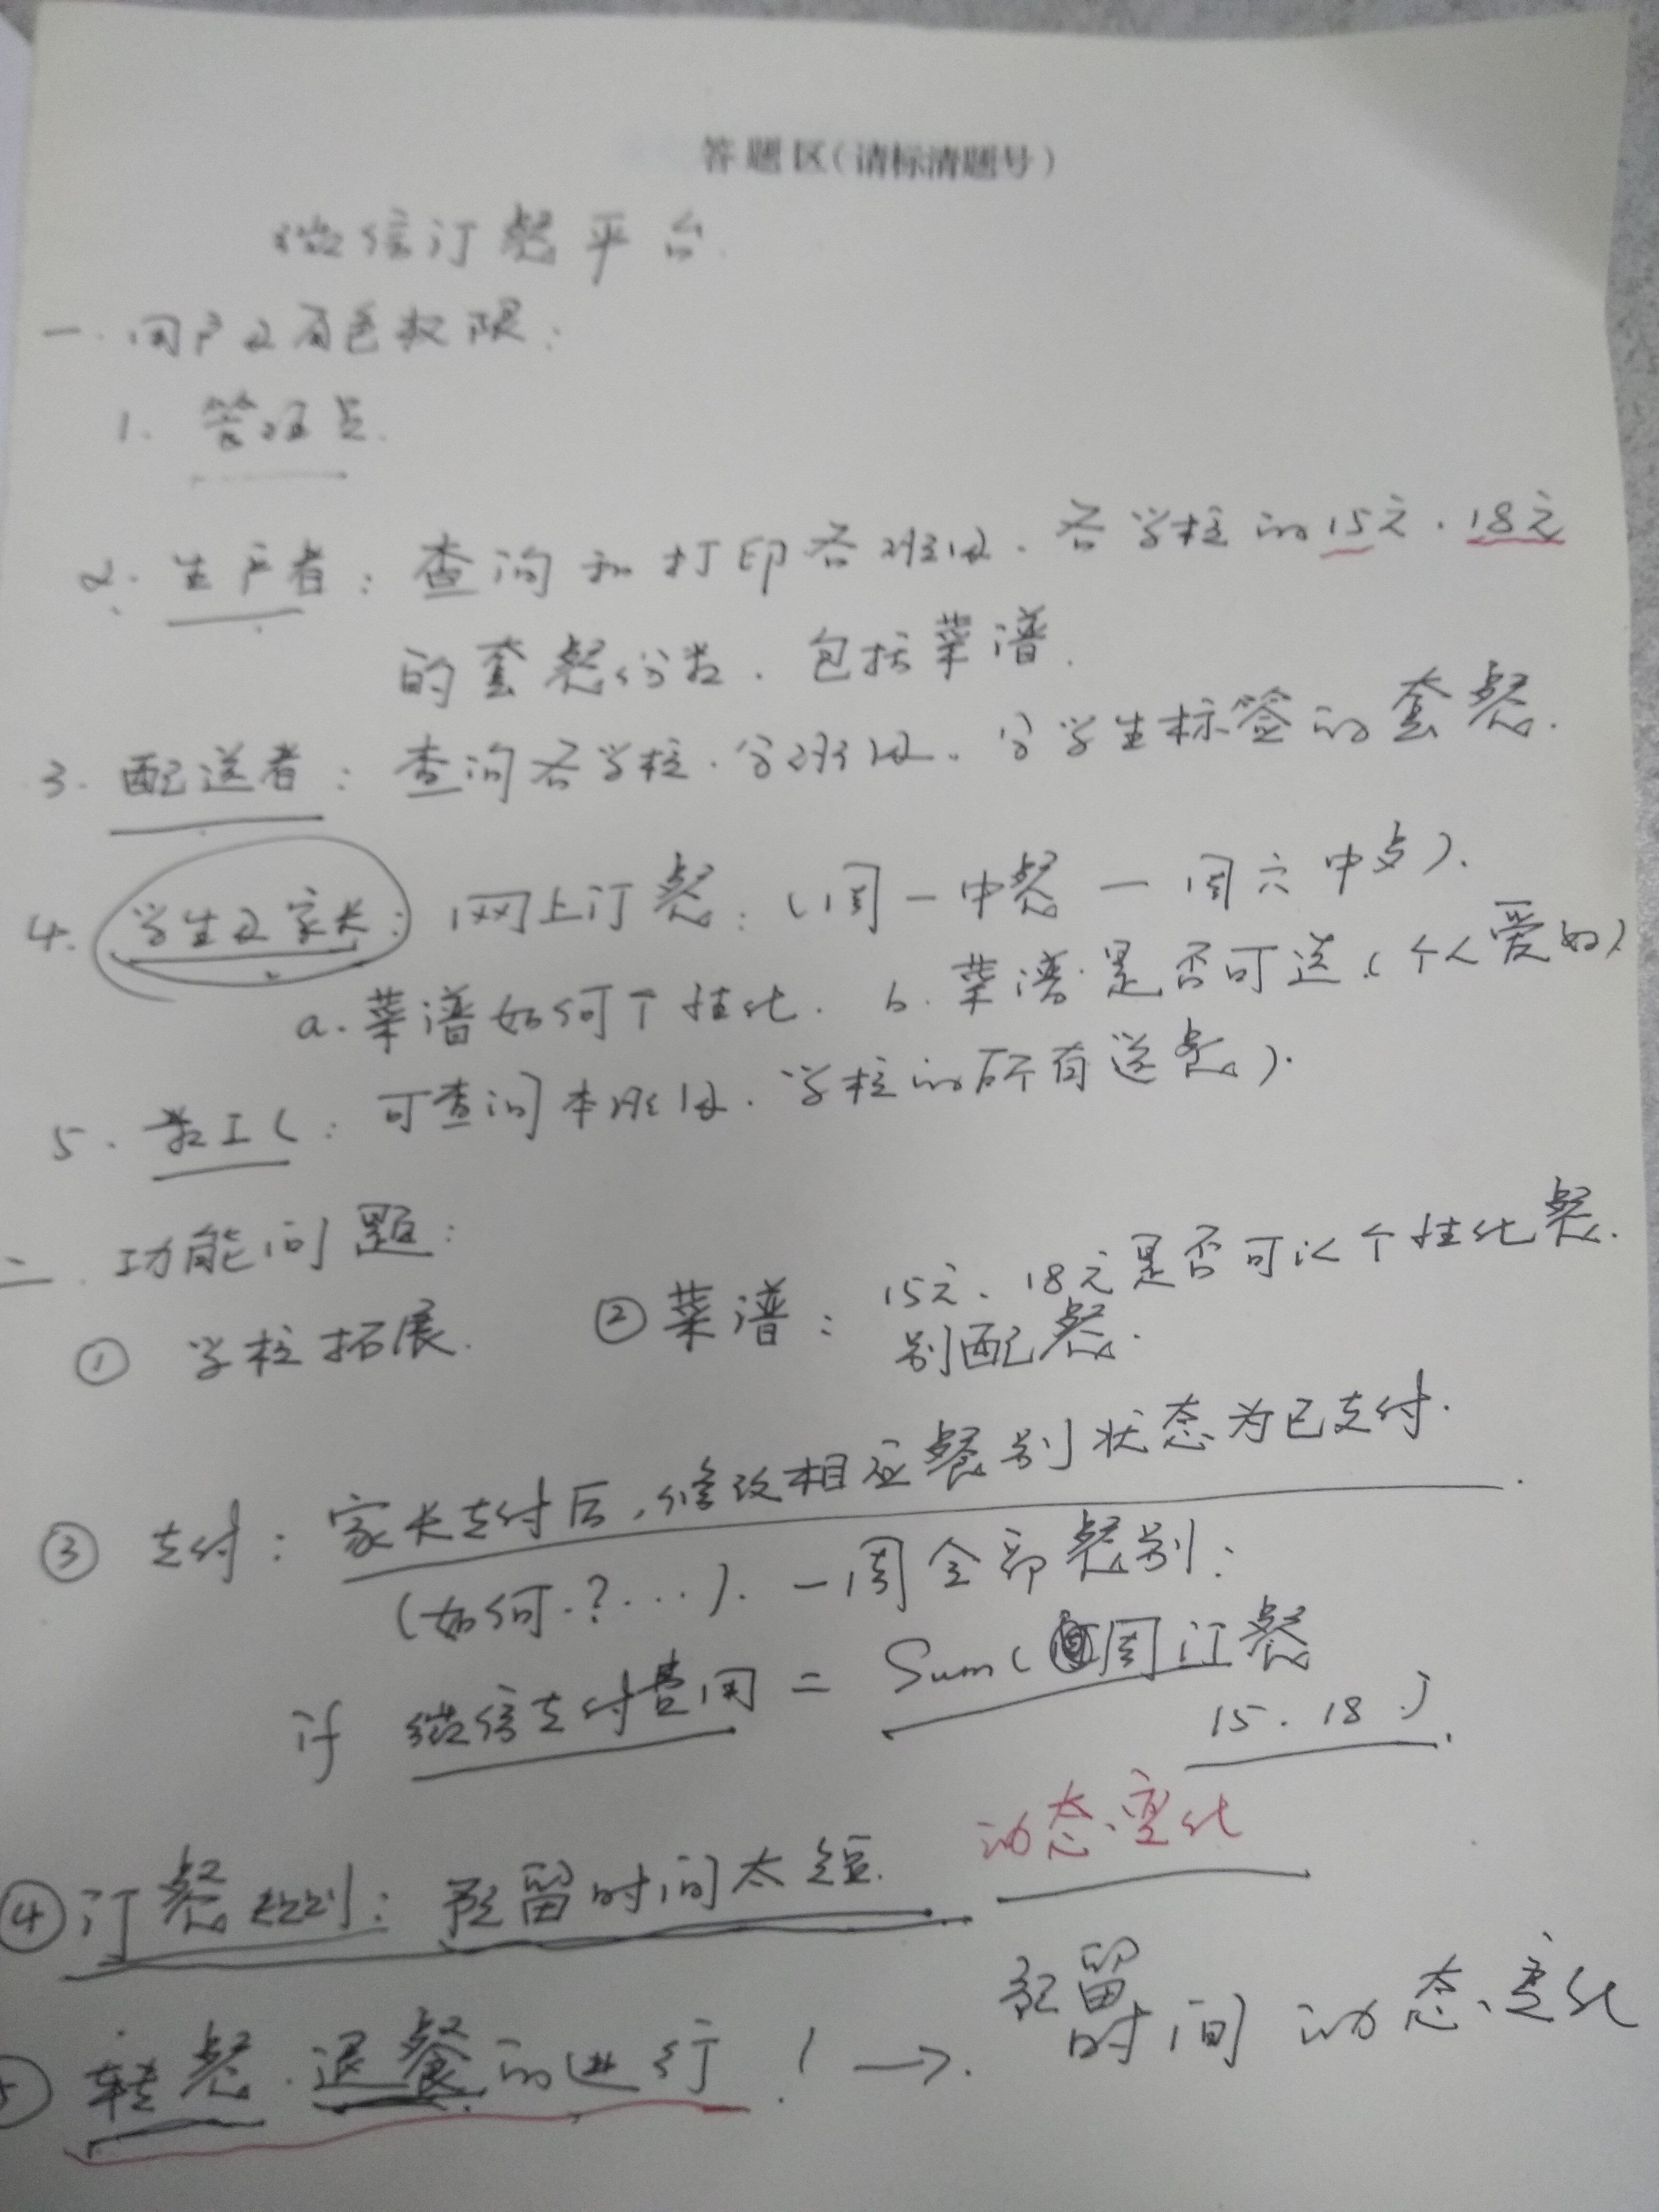 答题区(请标清题号)
微信订餐平台.
一. 用户及角色权限:
1. 管理员.
2. 生产者: 查询和打印各班级、各学校的15元、18元
的套餐份数、包括菜谱.
3. 配送者: 查询各学校、分班级、分学生标签的套餐.
4. 学生及家长: 网上订餐: (周一中餐 — 周六中餐).
a. 菜谱如何个性化. b. 菜谱是否可选(个人爱好)
5. 教工(: 可查询本班级、学校的所有送餐).
二. 功能问题:
① 学校拓展. ② 菜谱: 15元、18元是否可以个性化餐.
别配餐.
③ 支付: 家长支付后,修改相应餐别状态为已支付.
(如何.?...). 一周全部餐别:
if 微信支付费用 = Sum(周订餐
15. 18 )
动态变化
④ 订餐规则: 预留时间太短.
预留
⑤ 转餐.退餐的进行! → 时间 动态变化